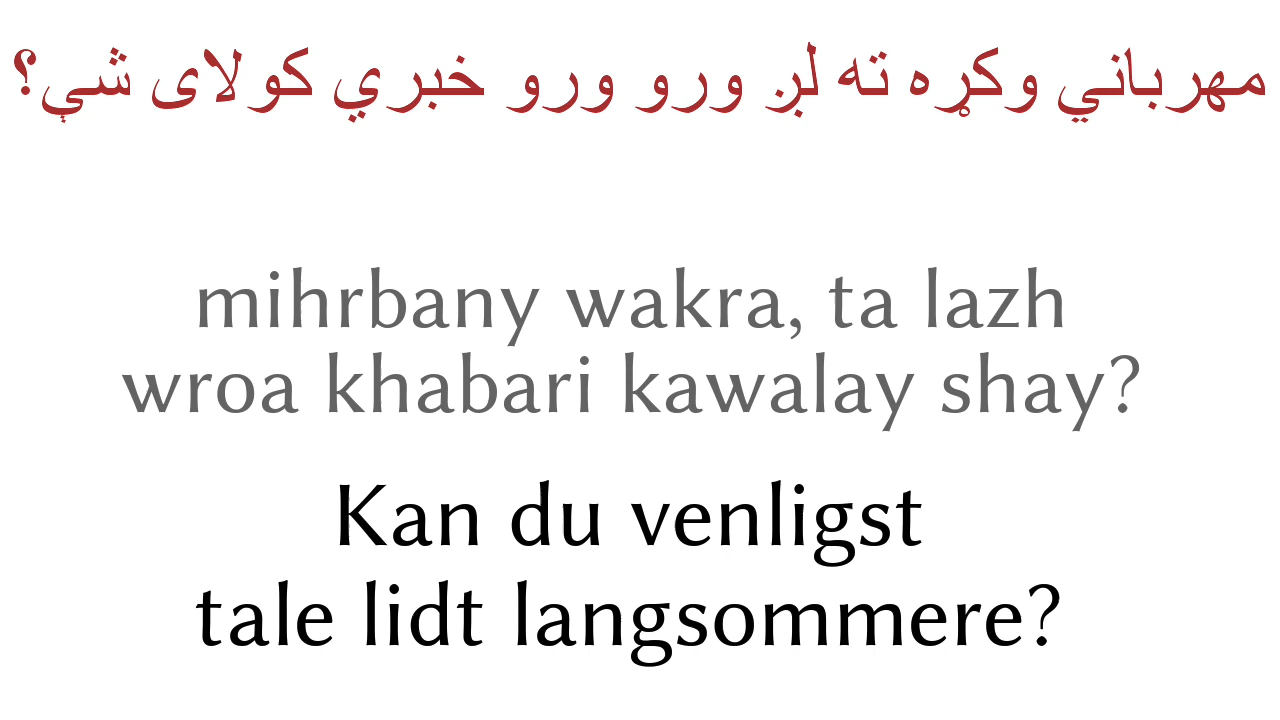 مهرباني وکړه ته لږ ورو ورو خبرې کولای شې؟
mihrbany wakra, ta lazh
wroa khabari kawalay shay?
Kan du venligst
tale lidt langsommere?